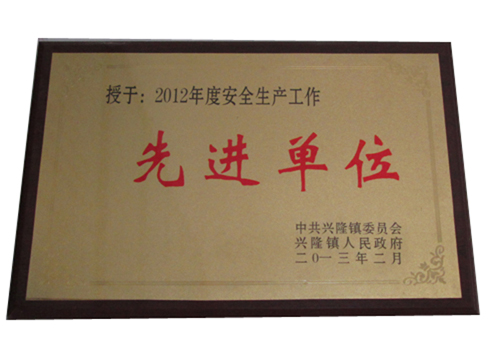 授于：2012年度安全生产工作
先进单位
中共兴隆镇委员会
兴隆镇人民政府
二〇一三年二月